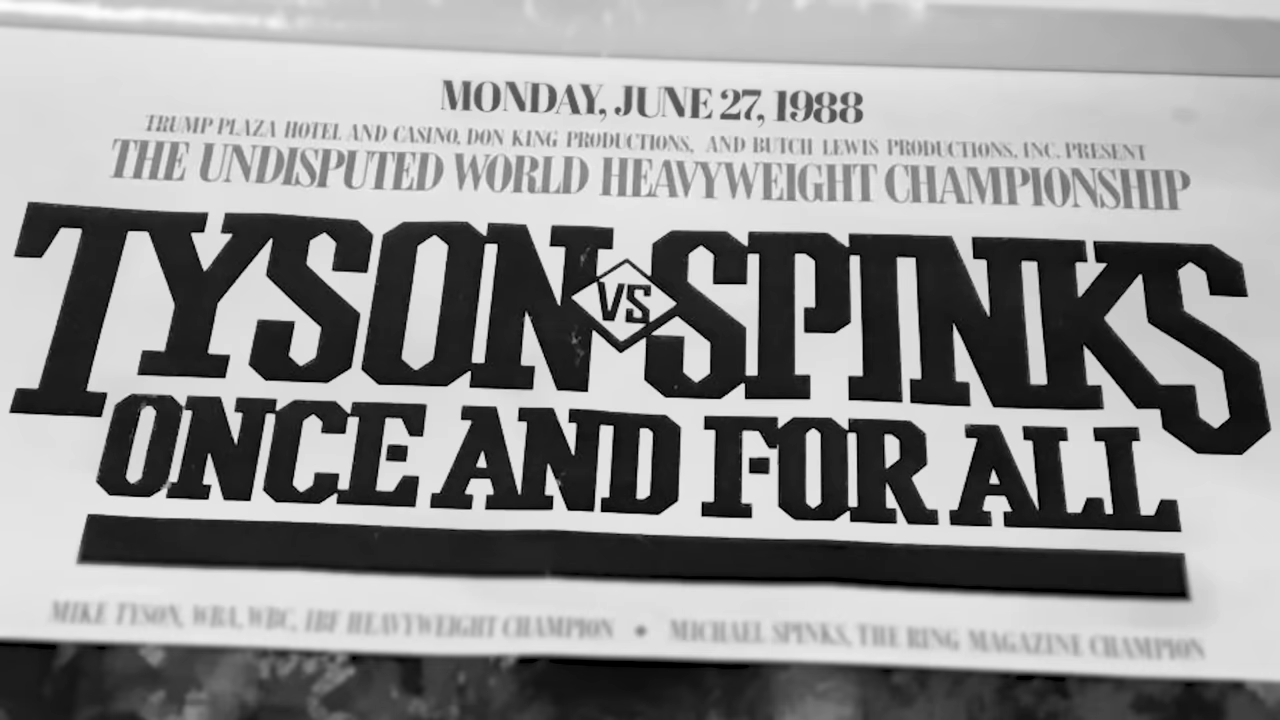 MONDAY, JUNE 27, 1988
TRUMP PLAZA HOTEL AND CASINO, DON KING PRODUCTIONS, AND BUTCH LEWIS PRODUCTIONS, INC. PRESENT
THE UNDISPUTED WORLD HEAVYWEIGHT CHAMPIONSHIP
TYSON VS SPINKS
ONCE AND FOR ALL
MIKE TYSON, WBA, WBC, IBF HEAVYWEIGHT CHAMPION • MICHAEL SPINKS, THE RING MAGAZINE CHAMPION